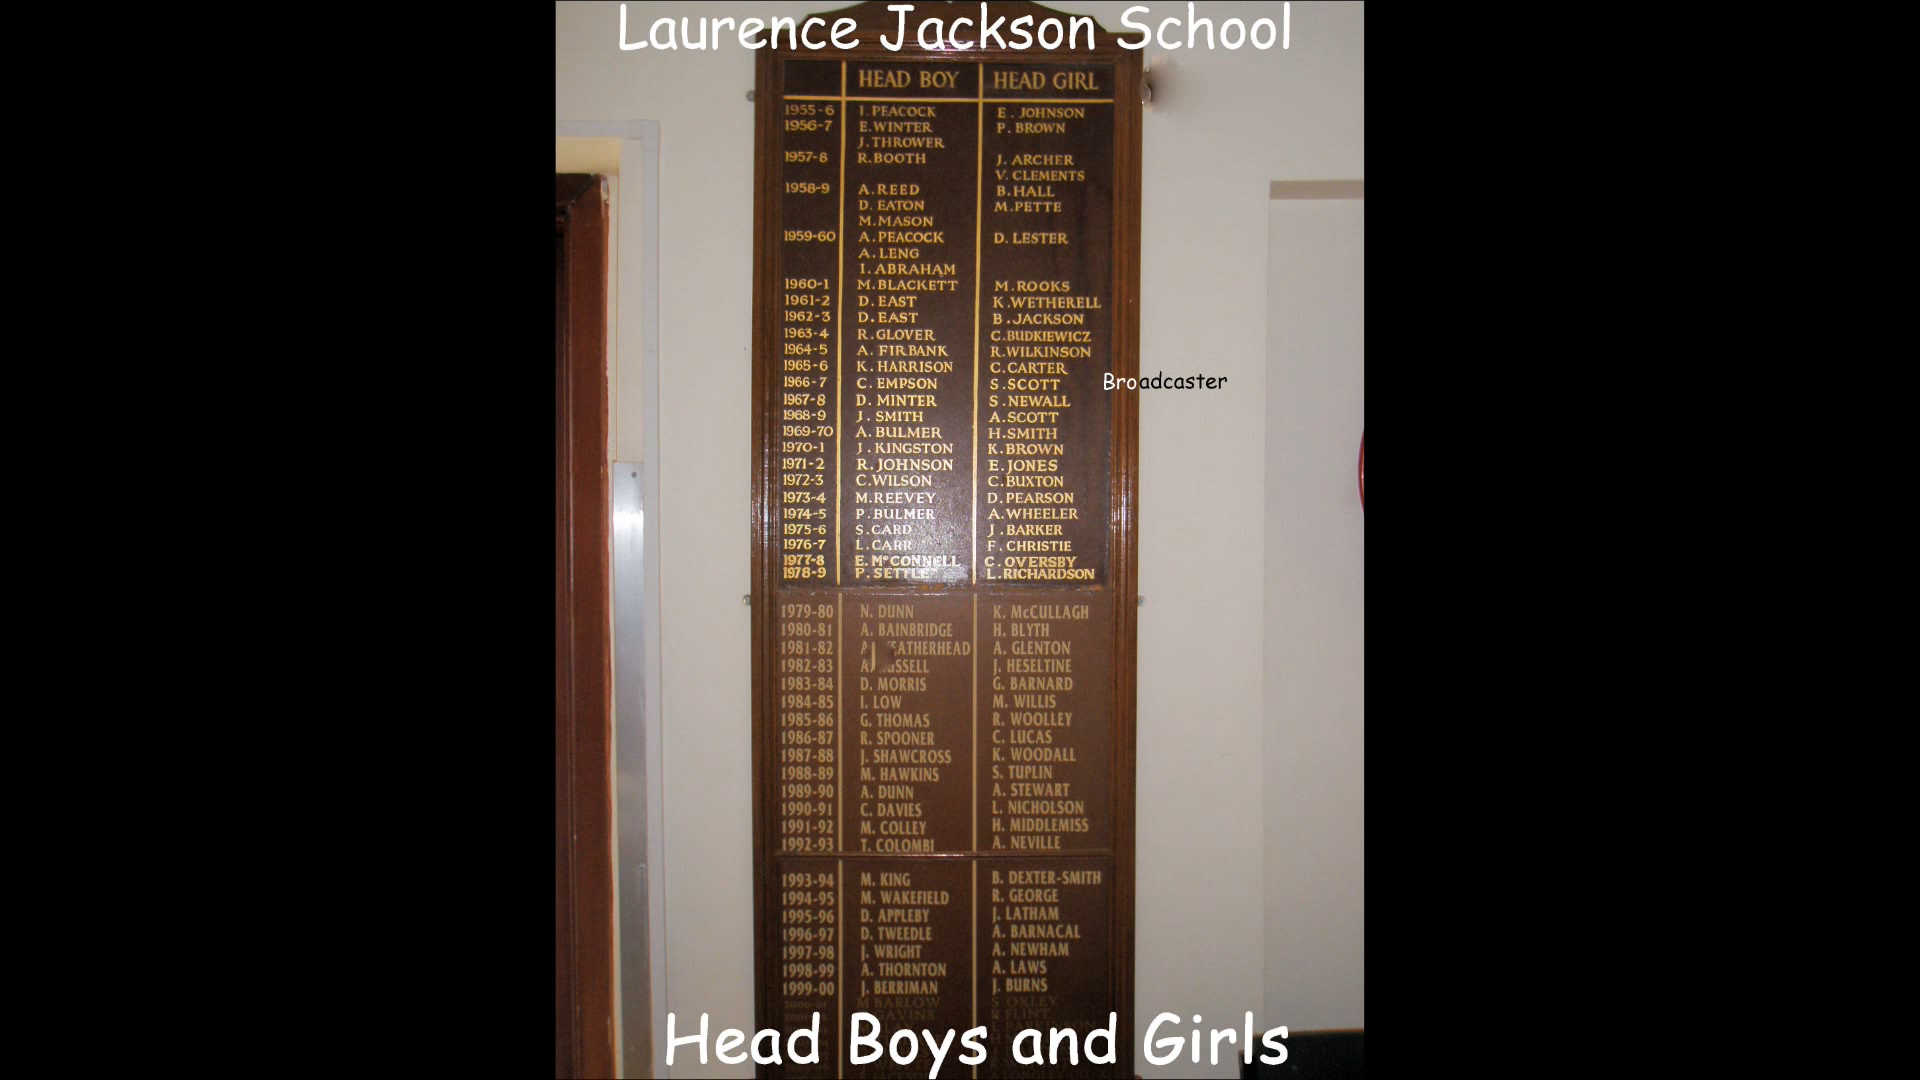 Laurence Jackson School
HEAD BOY HEAD GIRL
1955-6 I. PEACOCK E. JOHNSON
1956-7 E. WINTER P. BROWN
J. THROWER
1957-8 R. BOOTH J. ARCHER
V. CLEMENTS
1958-9 A. REED B. HALL
D. EATON M. PETTE
M. MASON
1959-60 A. PEACOCK D. LESTER
A. LENG
I. ABRAHAM
1960-1 M. BLACKETT M. ROOKS
1961-2 D. EAST K. WETHERELL
1962-3 D. EAST B. JACKSON
1963-4 R. GLOVER C. BUDKIEWICZ
1964-5 A. FIRBANK R. WILKINSON
1965-6 K. HARRISON C. CARTER
1966-7 C. EMPSON S. SCOTT
Broadcaster
1967-8 D. MINTER S. NEWALL
1968-9 J. SMITH A. SCOTT
1969-70 A. BULMER H. SMITH
1970-1 J. KINGSTON K. BROWN
1971-2 R. JOHNSON E. JONES
1972-3 C. WILSON C. BUXTON
1973-4 M. REEVEY D. PEARSON
1974-5 P. BULMER A. WHEELER
1975-6 S. CARD J. BARKER
1976-7 L. CARR F. CHRISTIE
1977-8 E. McCONNELL C. OVERSBY
1978-9 P. SETTLE L. RICHARDSON
1979-80 N. DUNN K. McCULLAGH
1980-81 A. BAINBRIDGE H. BLYTH
1981-82 A. GLENTON
1982-83 J. HESELTINE
1983-84 D. MORRIS G. BARNARD
1984-85 I. LOW M. WILLIS
1985-86 G. THOMAS R. WOOLLEY
1986-87 R. SPOONER C. LUCAS
1987-88 J. SHAWCROSS K. WOODALL
1988-89 M. HAWKINS S. TUPLIN
1989-90 A. DUNN A. STEWART
1990-91 C. DAVIES L. NICHOLSON
1991-92 M. COLLEY H. MIDDLEMISS
1992-93 T. COLOMBI A. NEVILLE
1993-94 M. KING B. DEXTER-SMITH
1994-95 M. WAKEFIELD R. GEORGE
1995-96 D. APPLEBY J. LATHAM
1996-97 D. TWEEDLE A. BARNACAL
1997-98 J. WRIGHT A. NEWHAM
1998-99 A. THORNTON A. LAWS
1999-00 J. BERRIMAN J. BURNS
2000-01 M BARLOW S OXLEY
R FLINT
Head Boys and Girls